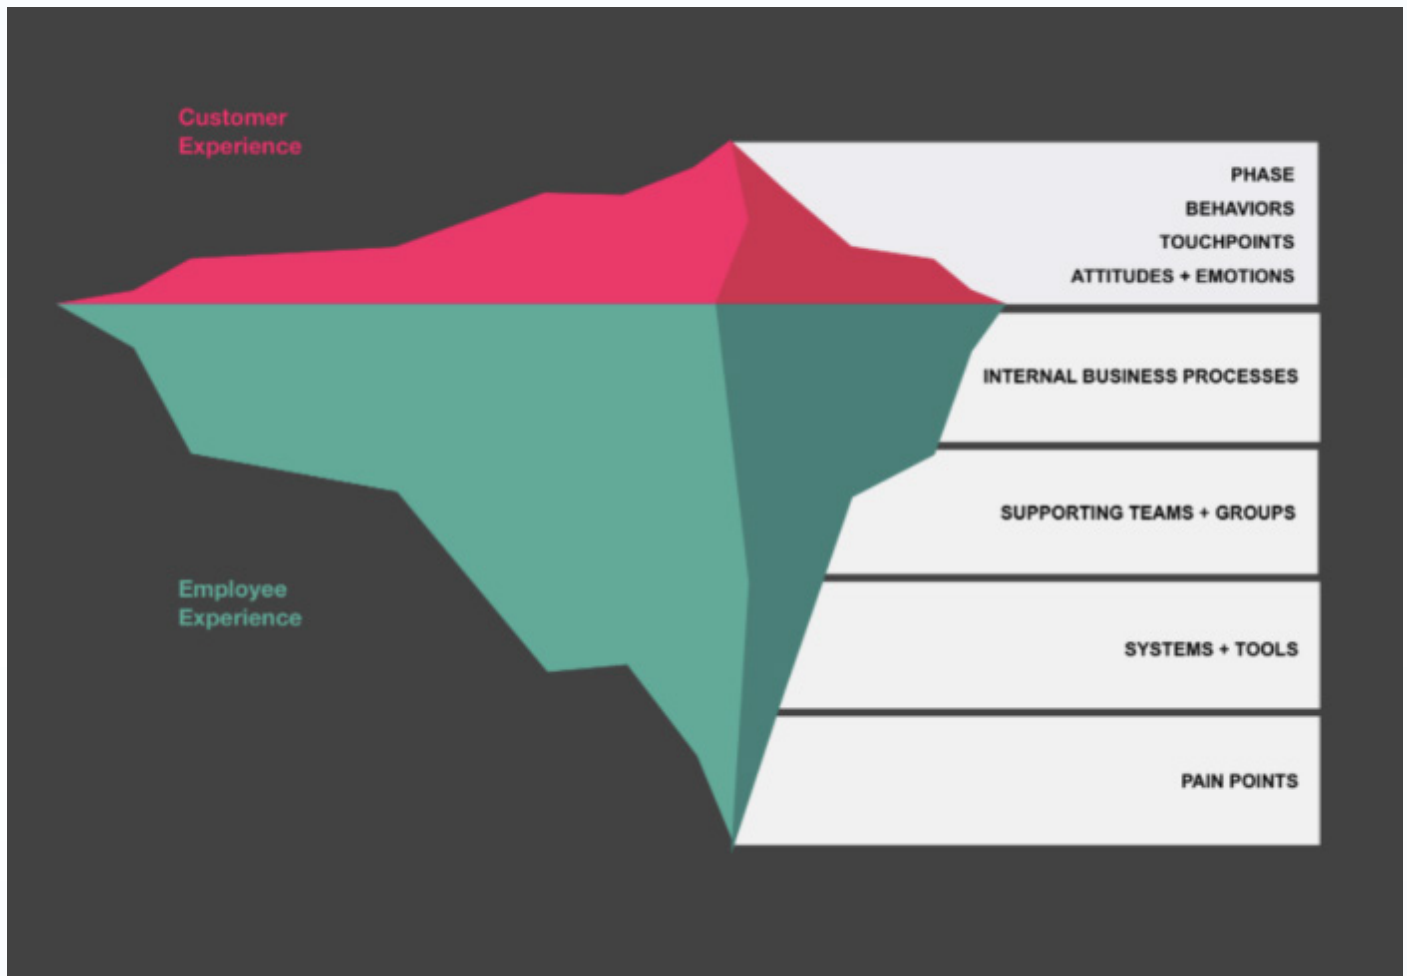 Customer
Experience
PHASE
BEHAVIORS
TOUCHPOINTS
ATTITUDES + EMOTIONS
INTERNAL BUSINESS PROCESSES
SUPPORTING TEAMS + GROUPS
Employee
Experience
SYSTEMS + TOOLS
PAIN POINTS